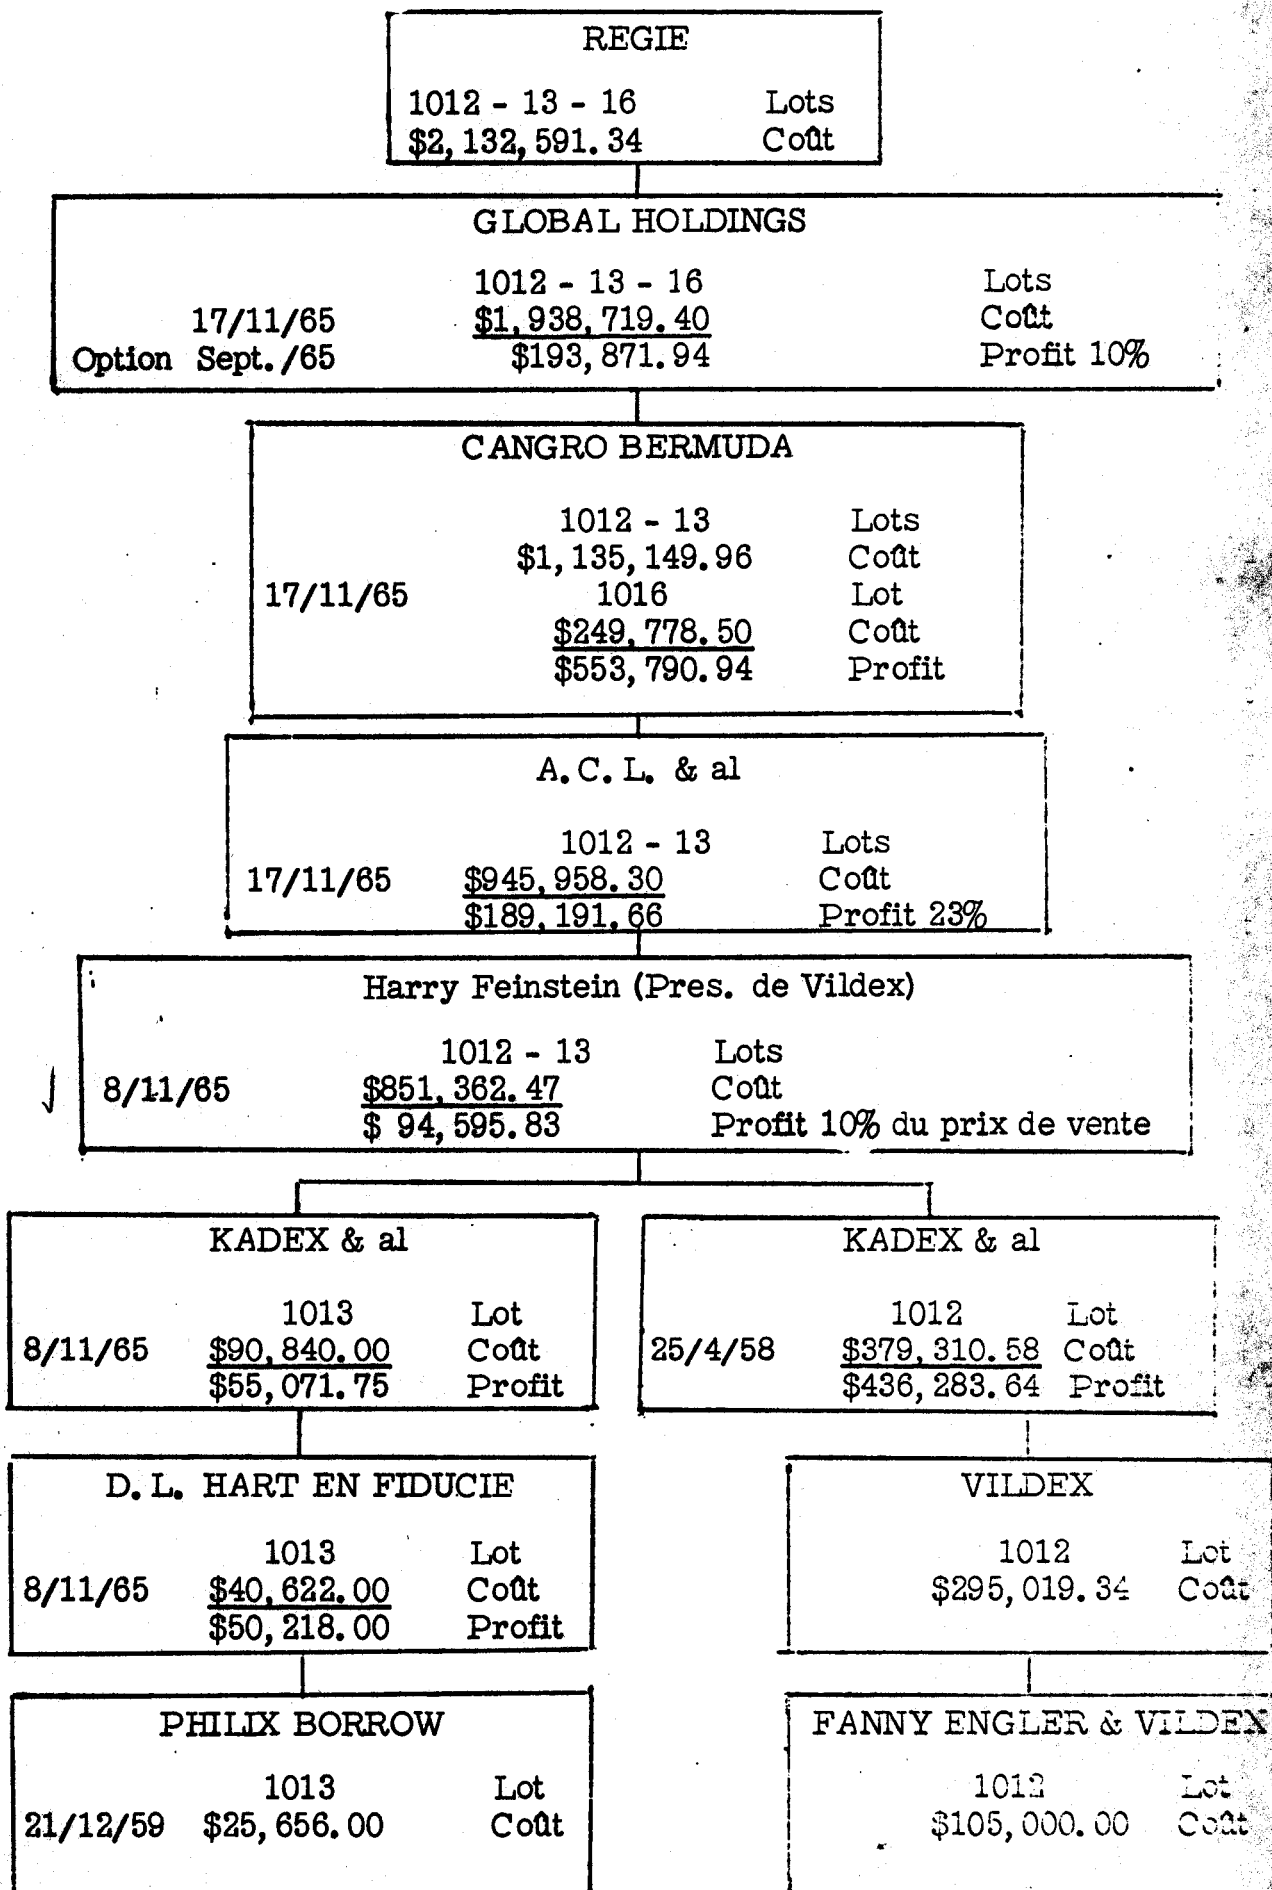 REGIE
1012 - 13 - 16 Lots
$2,132,591.34 Coût
GLOBAL HOLDINGS
1012 - 13 - 16 Lots
17/11/65 $1,938,719.40 Coût
Option Sept./65 $193,871.94 Profit 10%
CANGRO BERMUDA
1012 - 13 Lots
$1,135,149.96 Coût
17/11/65 1016 Lot
$249,778.50 Coût
$553,790.94 Profit
A.C.L. & al
1012 - 13 Lots
17/11/65 $945,958.30 Coût
$189,191.66 Profit 23%
Harry Feinstein (Pres. de Vildex)
1012 - 13 Lots
8/11/65 $851,362.47 Coût
$ 94,595.83 Profit 10% du prix de vente
KADEX & al
1013 Lot
8/11/65 $90,840.00 Coût
$55,071.75 Profit
KADEX & al
1012 Lot
25/4/58 $379,310.58 Coût
$436,283.64 Profit
D.L. HART EN FIDUCIE
1013 Lot
8/11/65 $40,622.00 Coût
$50,218.00 Profit
VILDEX
1012 Lot
$295,019.34 Coût
PHILIX BORROW
1013 Lot
21/12/59 $25,656.00 Coût
FANNY ENGLER & VILDEX
1012 Lot
$105,000.00 Coût